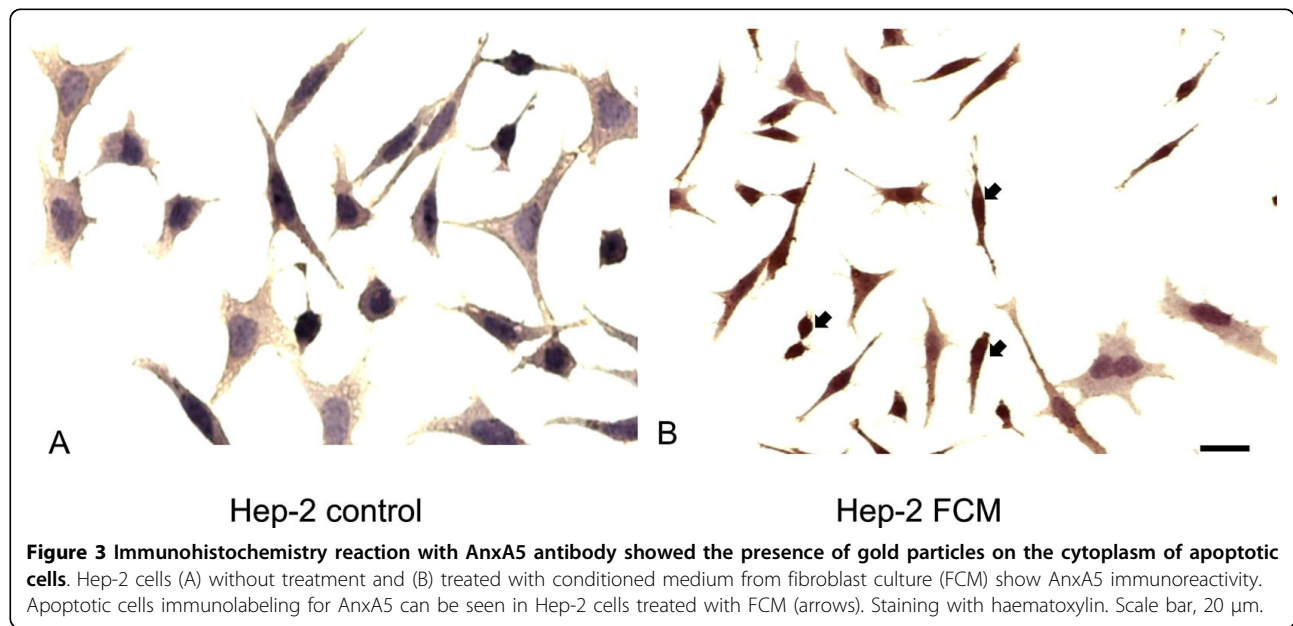 A
B
Hep-2 control
Hep-2 FCM
Figure 3 Immunohistochemistry reaction with AnxA5 antibody showed the presence of gold particles on the cytoplasm of apoptotic
cells. Hep-2 cells (A) without treatment and (B) treated with conditioned medium from fibroblast culture (FCM) show AnxA5 immunoreactivity.
Apoptotic cells immunolabeling for AnxA5 can be seen in Hep-2 cells treated with FCM (arrows). Staining with haematoxylin. Scale bar, 20 μm.